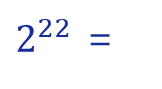 2²² =